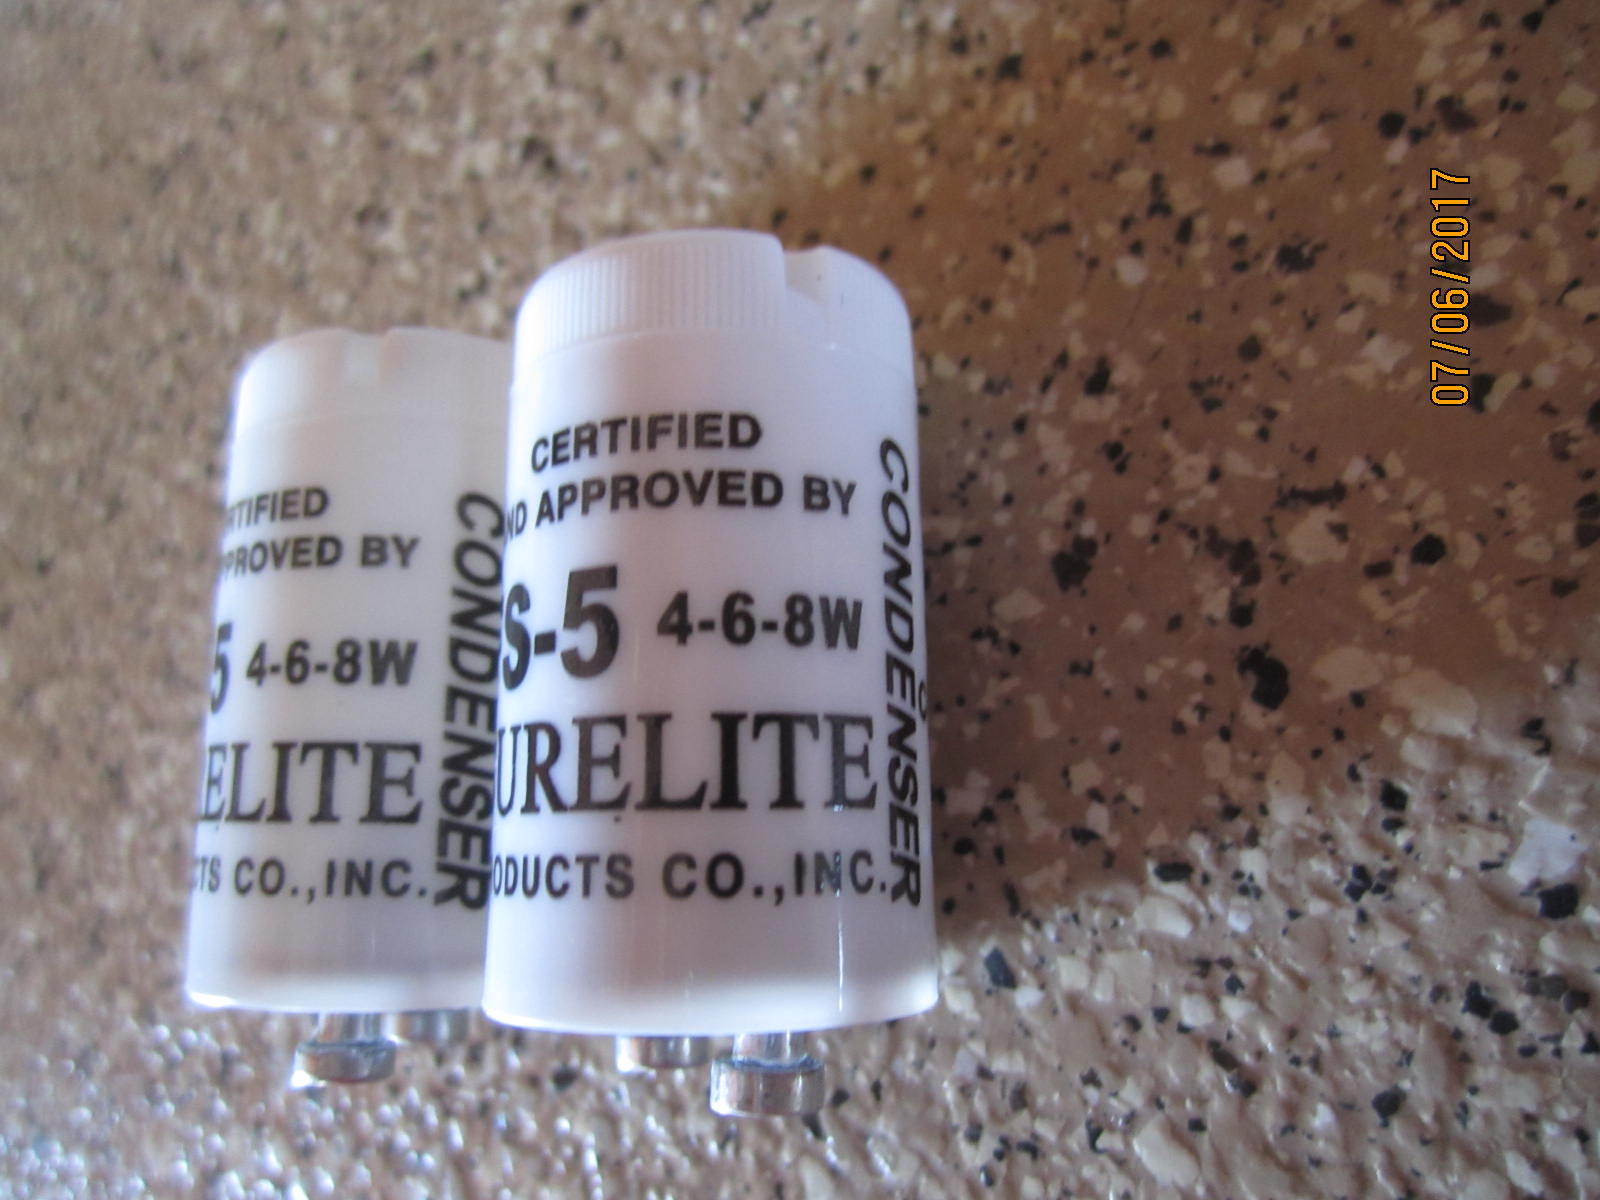 RTIFIED
PPROVED BY
5 4-6-8W
RELITE
CTS CO.,INC.
CONDENSER
CERTIFIED
ND APPROVED BY
S-5 4-6-8W
URELITE
ODUCTS CO.,INC.
CONDENSER
07/06/2017